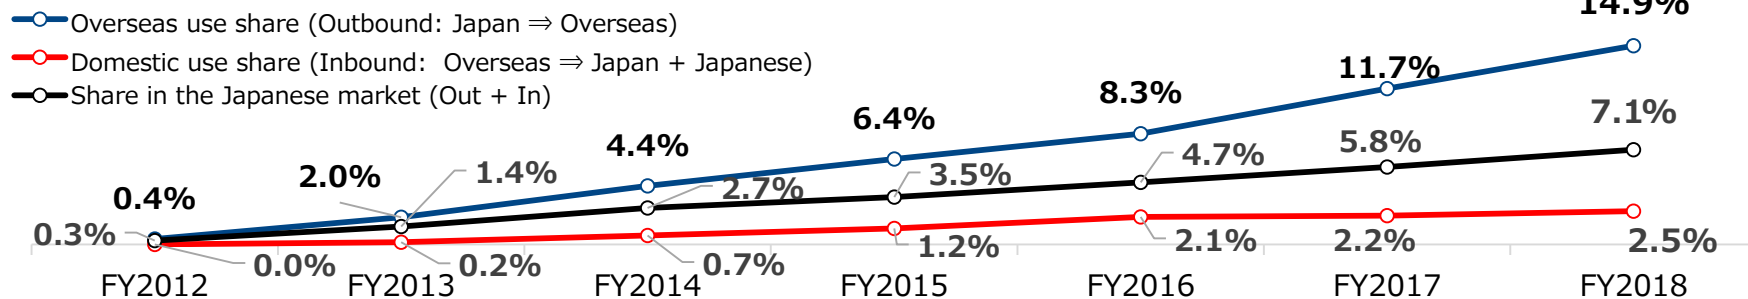 14.9%
Overseas use share (Outbound: Japan ⇒ Overseas)
Domestic use share (Inbound:  Overseas ⇒ Japan + Japanese)
Share in the Japanese market (Out + In)
0.4% 2.0% 4.4% 6.4% 8.3% 11.7%
0.3% 1.4% 2.7% 3.5% 4.7% 5.8% 7.1%
0.0% 0.2% 0.7% 1.2% 2.1% 2.2% 2.5%
FY2012 FY2013 FY2014 FY2015 FY2016 FY2017 FY2018